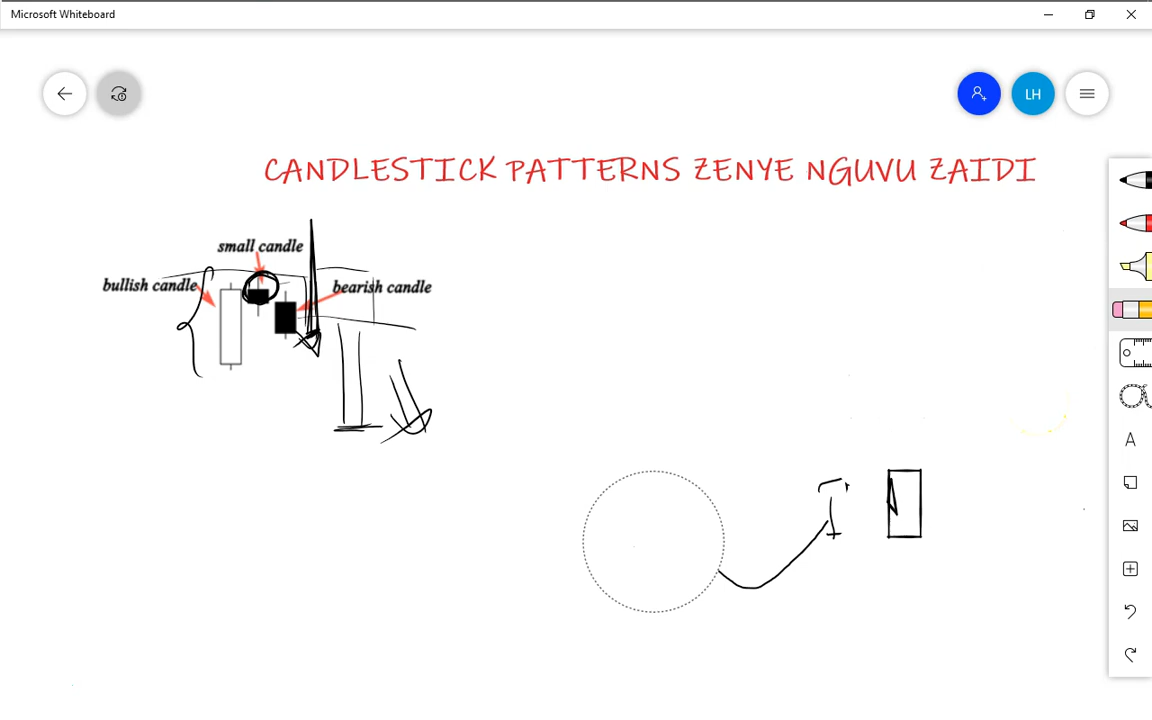 Microsoft Whiteboard
LH
CANDLESTICK PATTERNS ZENYE NGUVU ZAIDI
small candle
bullish candle
bearish candle
A